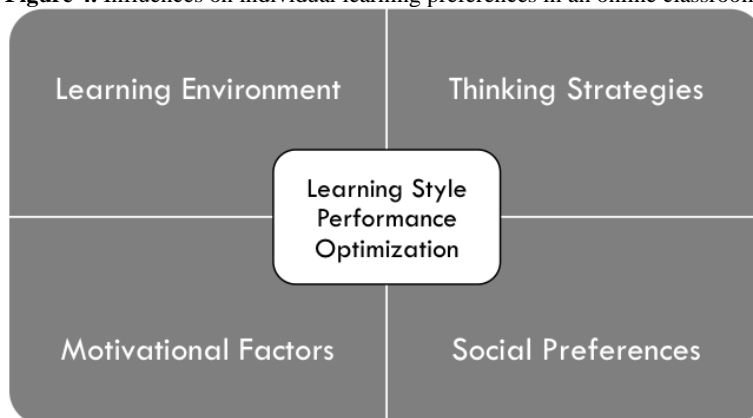 Figure 4. Influences on individual learning preferences in an online classroom
Learning Environment
Thinking Strategies
Learning Style
Performance
Optimization
Motivational Factors
Social Preferences